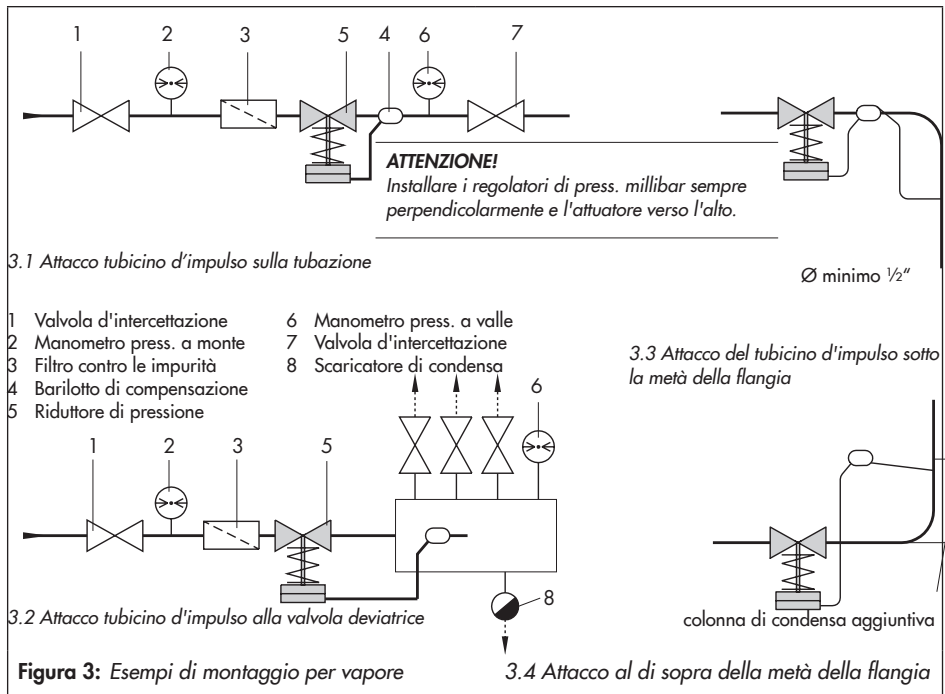 1 2 3 5 4 6 7
ATTENZIONE!
Installare i regolatori di press. millibar sempre
perpendicolarmente e l'attuatore verso l'alto.
3.1 Attacco tubicino d'impulso sulla tubazione
Ø minimo ½"
1 Valvola d'intercettazione
2 Manometro press. a monte
3 Filtro contro le impurità
4 Barilotto di compensazione
5 Riduttore di pressione
6 Manometro press. a valle
7 Valvola d'intercettazione
8 Scaricatore di condensa
3.3 Attacco del tubicino d'impulso sotto
la metà della flangia
1 2 3 5 6
8
3.2 Attacco tubicino d'impulso alla valvola deviatrice
colonna di condensa aggiuntiva
Figura 3: Esempi di montaggio per vapore
3.4 Attacco al di sopra della metà della flangia